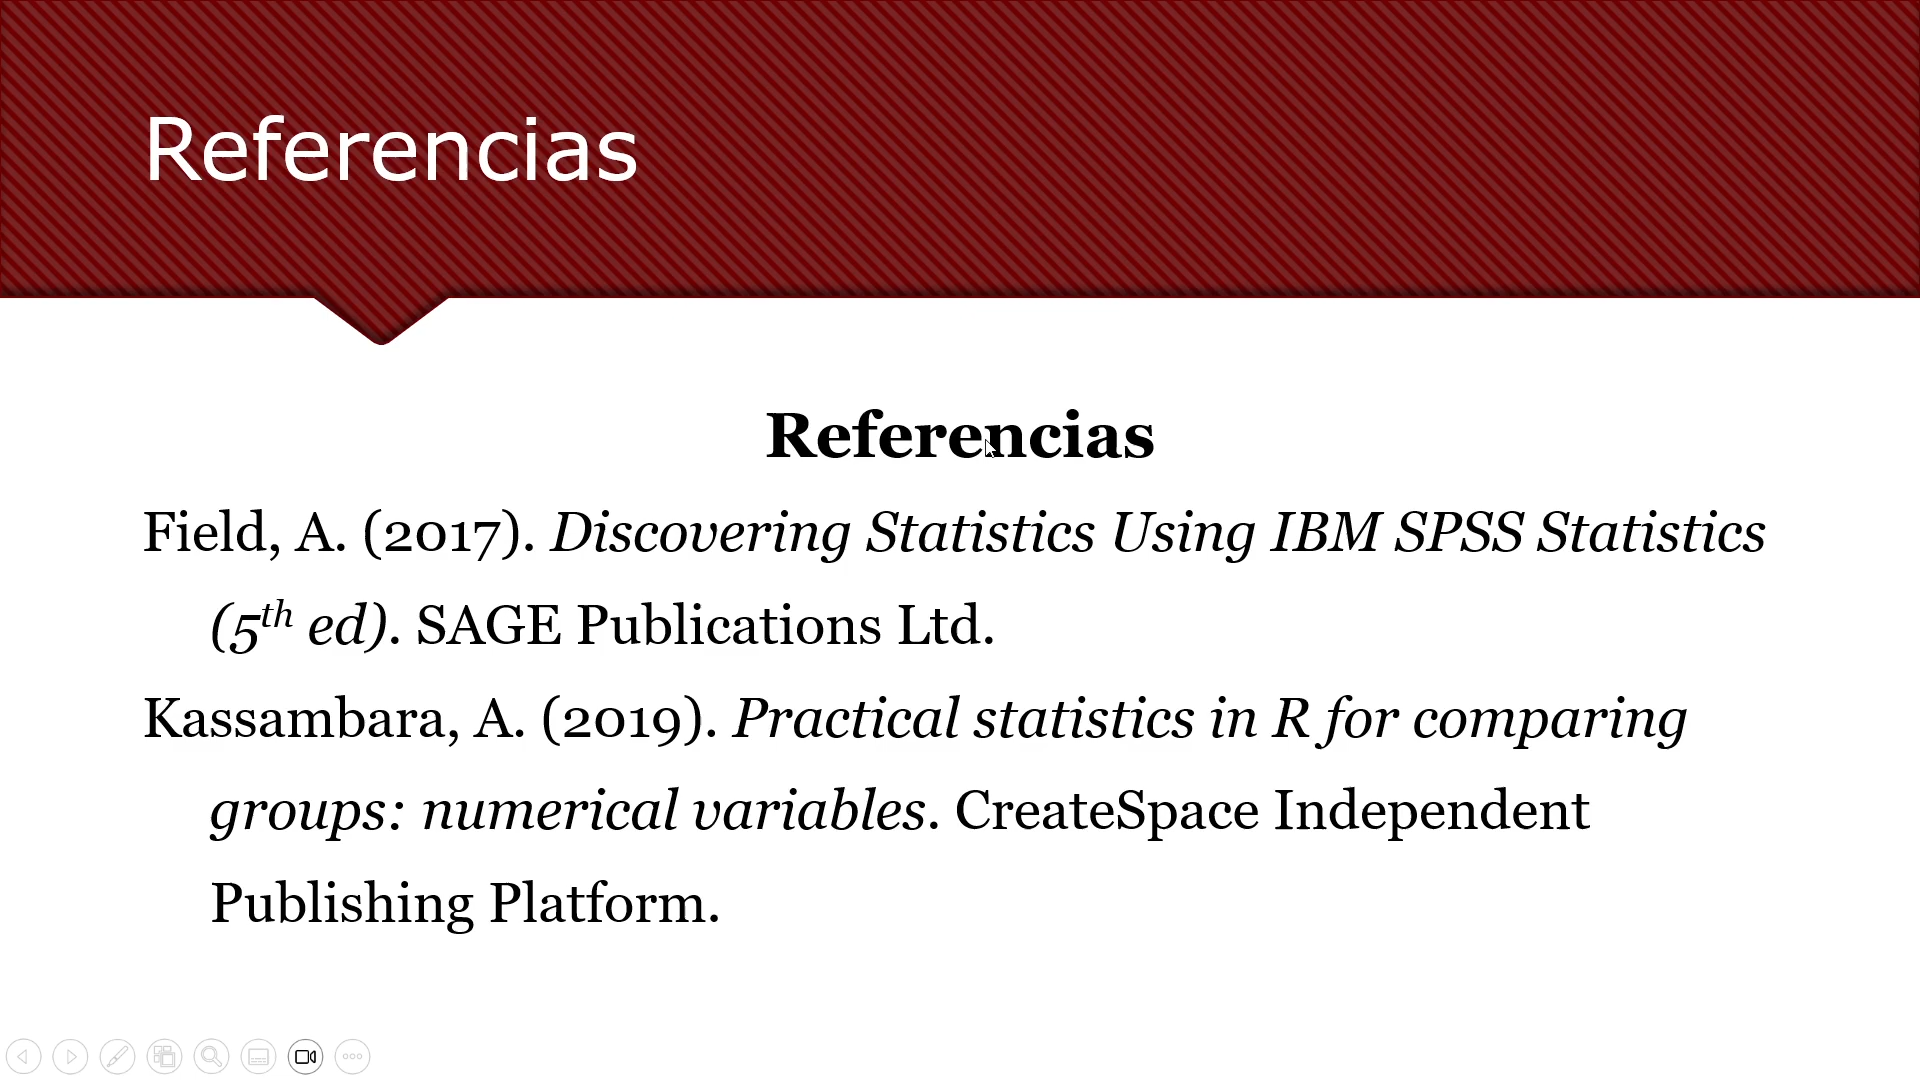 Referencias
Referencias
Field, A. (2017). Discovering Statistics Using IBM SPSS Statistics
(5th ed). SAGE Publications Ltd.
Kassambara, A. (2019). Practical statistics in R for comparing
groups: numerical variables. CreateSpace Independent
Publishing Platform.